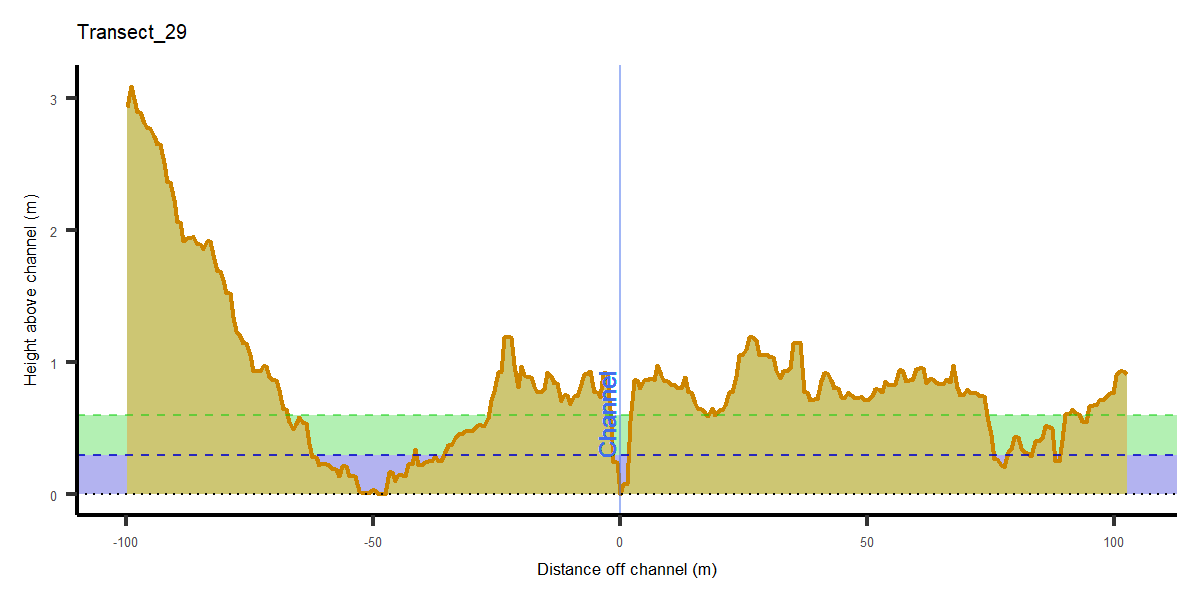 Transect_29
Height above channel (m)
3
2
1
0
Channel
-100
-50
0
50
100
Distance off channel (m)